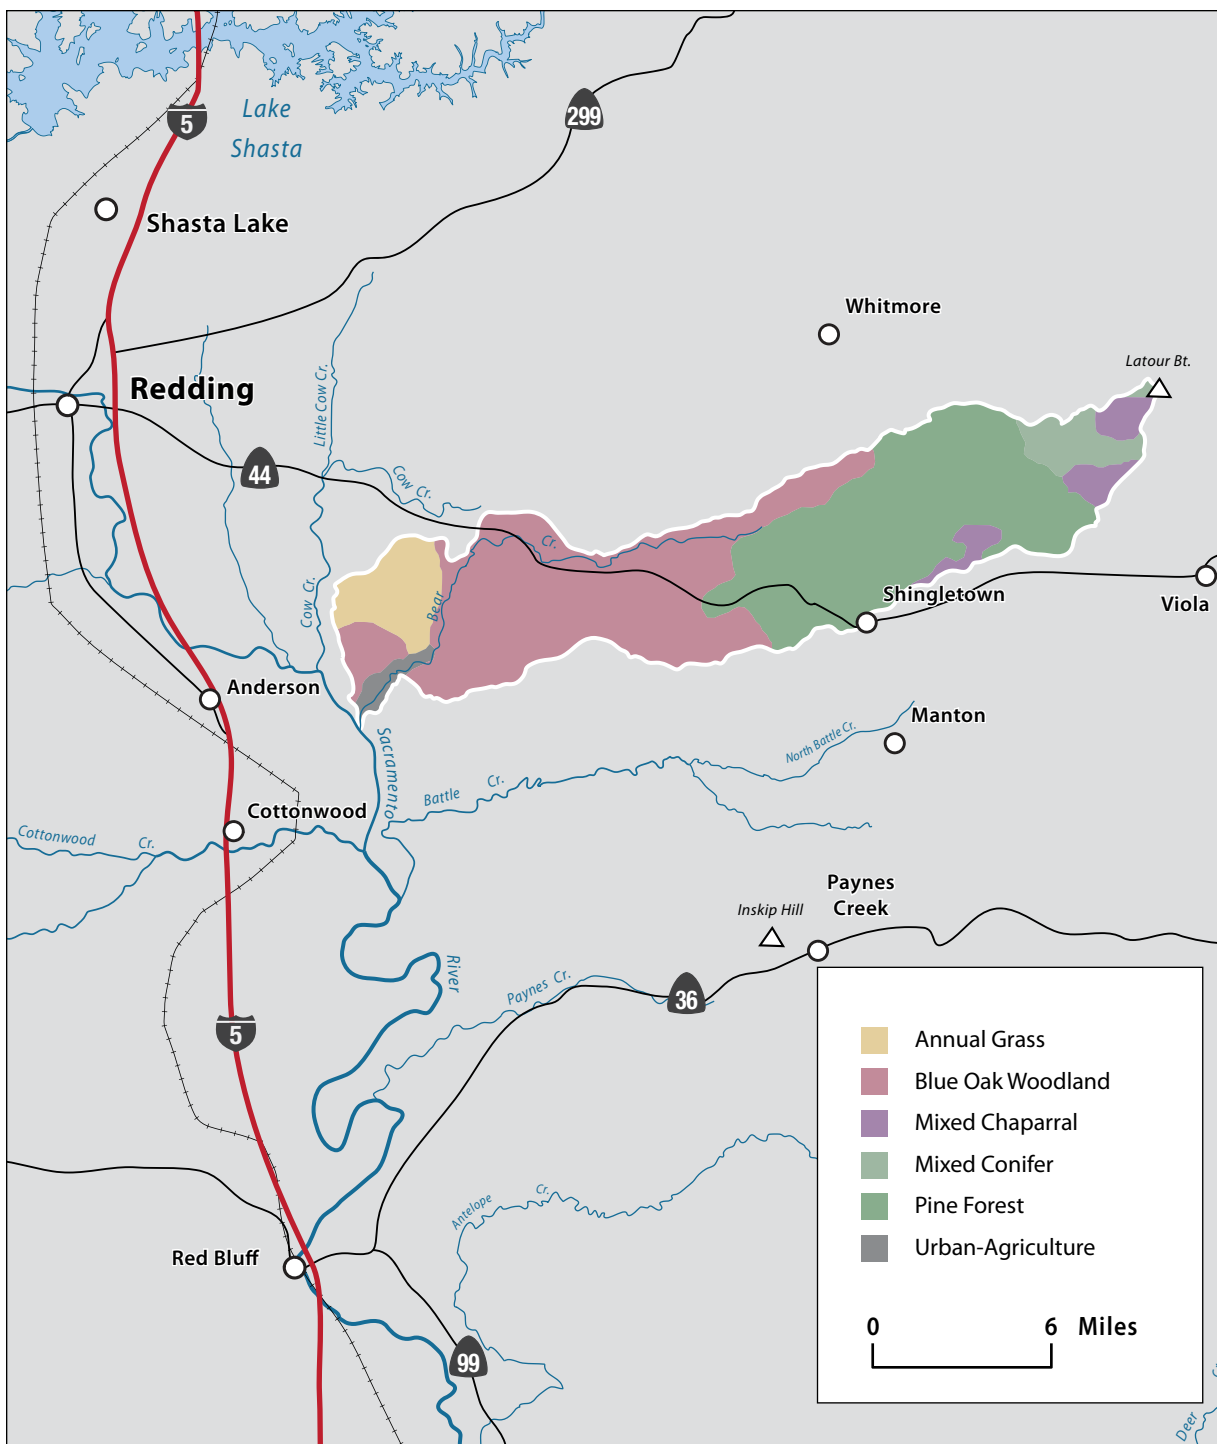 5
Lake
Shasta
299
Shasta Lake
Whitmore
Latour Bt.
Redding
Little Cow Cr.
44
Cow Cr.
Cr.
Bear
Cow Cr.
Shingletown
Viola
Anderson
Manton
North Battle Cr.
Sacramento
Battle
Cr.
Cottonwood
Cottonwood
Cr.
Paynes
Creek
Inskip Hill
River
Paynes Cr.
36
5
Annual Grass
Blue Oak Woodland
Mixed Chaparral
Mixed Conifer
Pine Forest
Urban-Agriculture
Antelope
Cr.
Red Bluff
0 6 Miles
99
Deer
Cr.